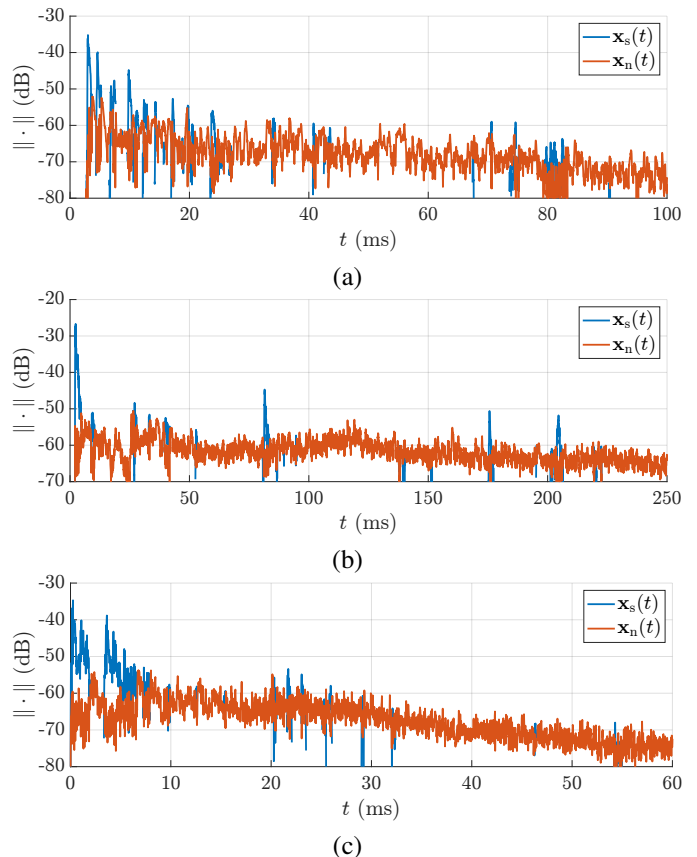 -30
-40
-50
-60
-70
-80
‖ · ‖ (dB)
x_s(t)
x_n(t)
0 20 40 60 80 100
t (ms)
(a)
-20
-30
-40
-50
-60
-70
‖ · ‖ (dB)
x_s(t)
x_n(t)
0 50 100 150 200 250
t (ms)
(b)
-30
-40
-50
-60
-70
-80
‖ · ‖ (dB)
x_s(t)
x_n(t)
0 10 20 30 40 50 60
t (ms)
(c)